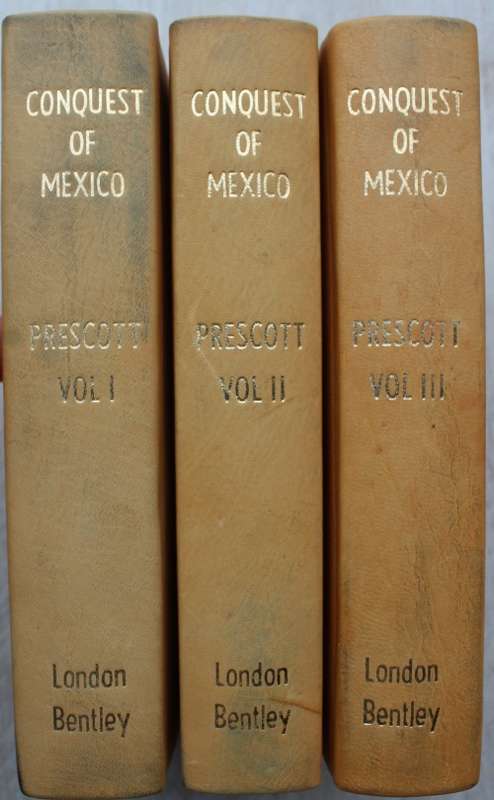 CONQUEST
OF
MEXICO
PRESCOTT
VOL I
London
Bentley
CONQUEST
OF
MEXICO
PRESCOTT
VOL II
London
Bentley
CONQUEST
OF
MEXICO
PRESCOTT
VOL III
London
Bentley